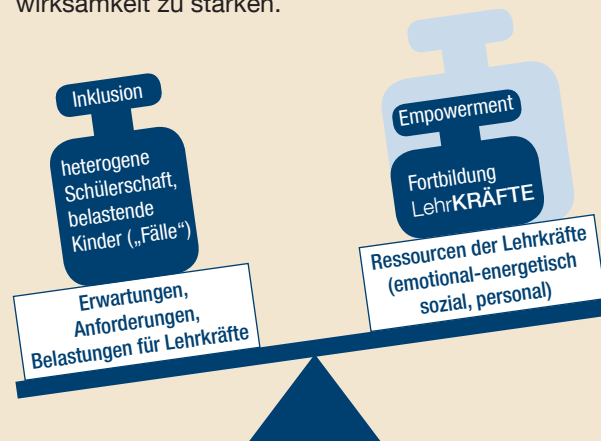 wirksamkeit zu stärken.
Inklusion
heterogene
Schülerschaft,
belastende
Kinder („Fälle“)
Erwartungen,
Anforderungen,
Belastungen für Lehrkräfte
Empowerment
Fortbildung
LehrKRÄFTE
Ressourcen der Lehrkräfte
(emotional-energetisch
sozial, personal)